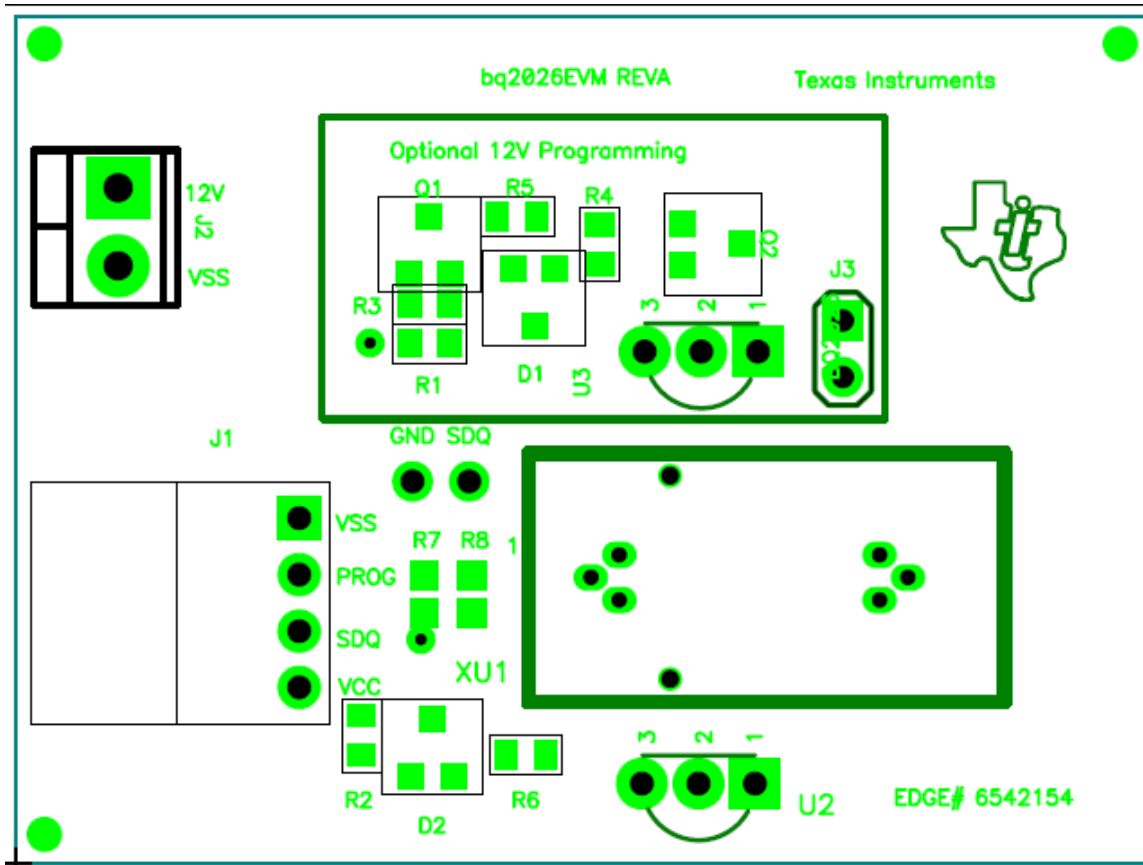 bq2026EVM REVA
Texas Instruments
Optional 12V Programming
Q1
R5
R4
12V
J2
VSS
Q2
J3
R3
3 2 1
R1
D1
U3
J1
GND SDQ
VSS
R7 R8
1
PROG
SDQ
XU1
VCC
3 2 1
R2
D2
R6
U2
EDGE# 6542154